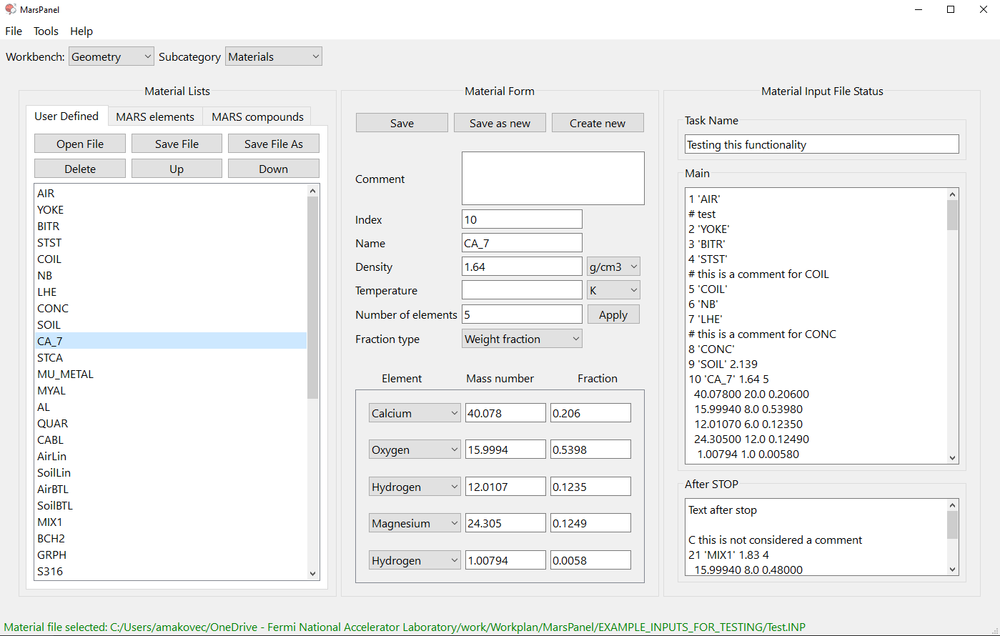 MarsPanel
File Tools Help
Workbench: Geometry Subcategory Materials
Material Lists
User Defined MARS elements MARS compounds
Open File Save File Save File As
Delete Up Down
AIR
YOKE
BITR
STST
COIL
NB
LHE
CONC
SOIL
CA_7
STCA
MU_METAL
MYAL
AL
QUAR
CABL
AirLin
SoilLin
AirBTL
SoilBTL
MIX1
BCH2
GRPH
S316
Material Form
Save Save as new Create new
Comment
Index 10
Name CA_7
Density 1.64 g/cm3
Temperature K
Number of elements 5 Apply
Fraction type Weight fraction
Element Mass number Fraction
Calcium 40.078 0.206
Oxygen 15.9994 0.5398
Hydrogen 12.0107 0.1235
Magnesium 24.305 0.1249
Hydrogen 1.00794 0.0058
Material Input File Status
Task Name
Testing this functionality
Main
1 'AIR'
# test
2 'YOKE'
3 'BITR'
4 'STST'
# this is a comment for COIL
5 'COIL'
6 'NB'
7 'LHE'
# this is a comment for CONC
8 'CONC'
9 'SOIL' 2.139
10 'CA_7' 1.64 5
40.07800 20.0 0.20600
15.99940 8.0 0.53980
12.01070 6.0 0.12350
24.30500 12.0 0.12490
1.00794 1.0 0.00580
After STOP
Text after stop
C this is not considered a comment
21 'MIX1' 1.83 4
15.99940 8.0 0.48000
Material file selected: C:/Users/amakovec/OneDrive - Fermi National Accelerator Laboratory/work/Workplan/MarsPanel/EXAMPLE_INPUTS_FOR_TESTING/Test.INP